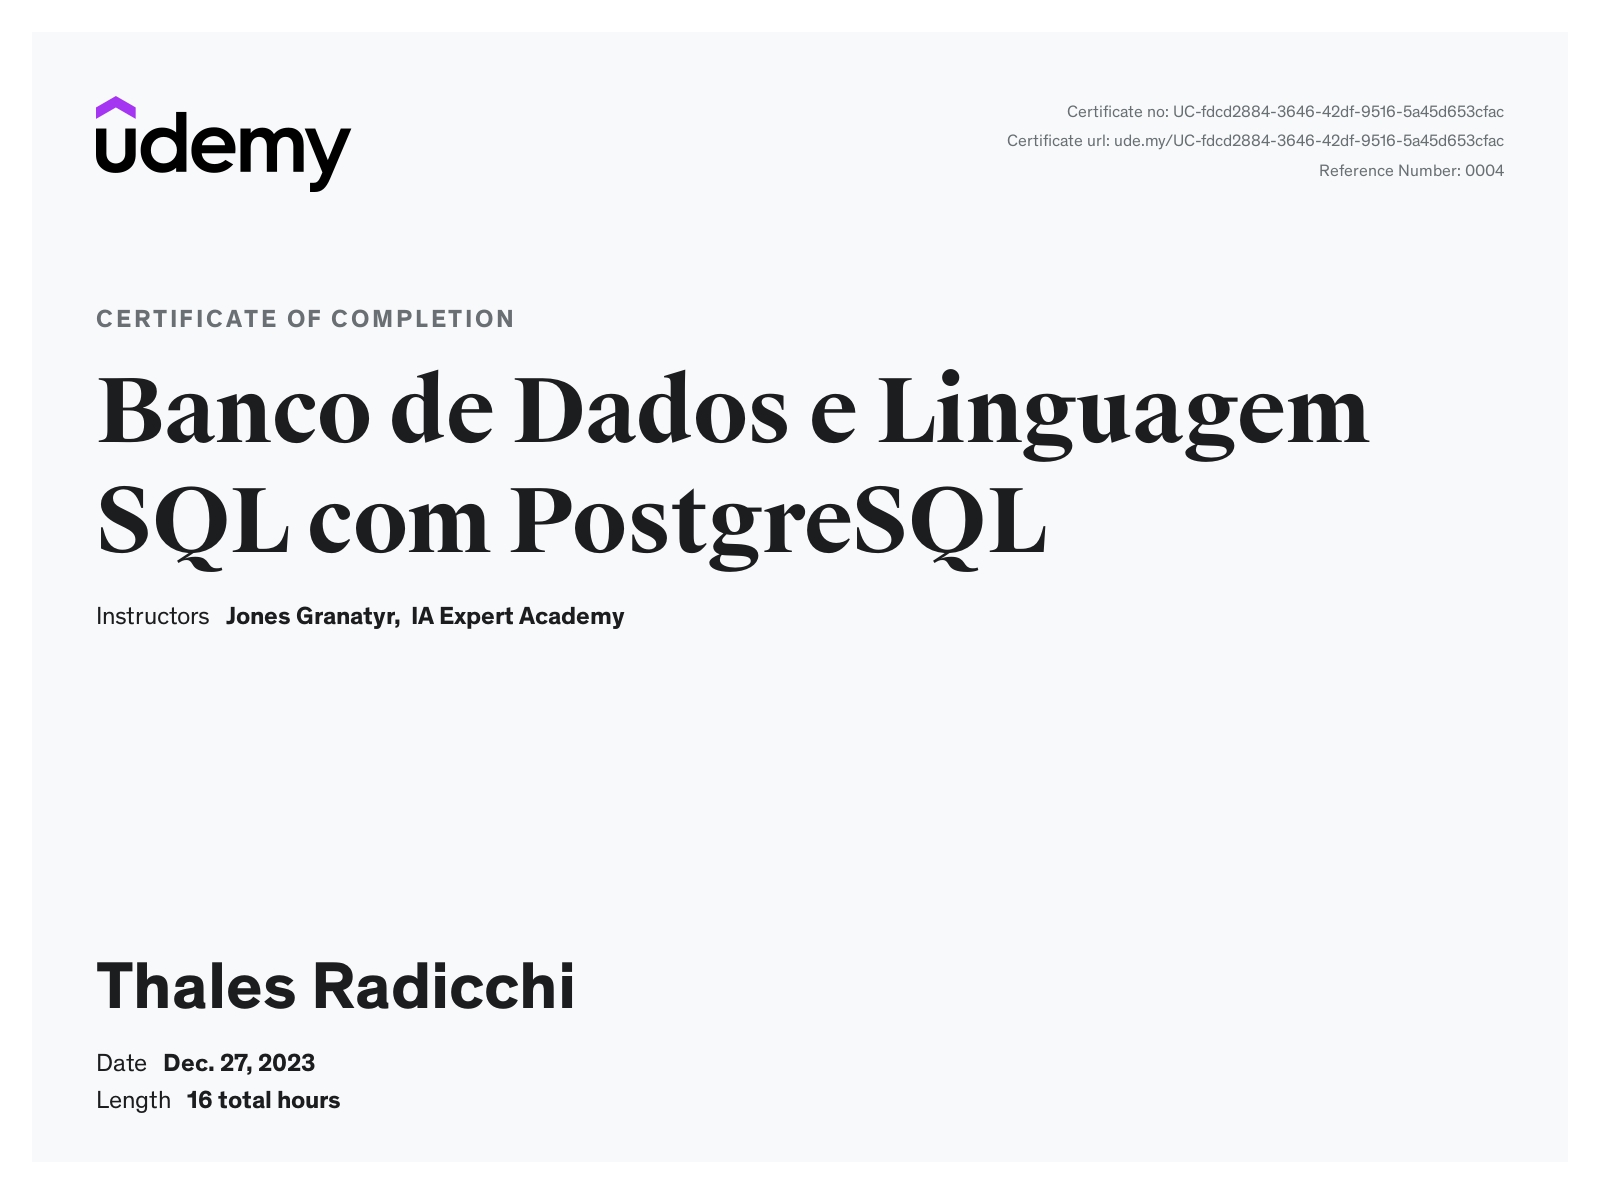 udemy
Certificate no: UC-fdcd2884-3646-42df-9516-5a45d653cfac
Certificate url: ude.my/UC-fdcd2884-3646-42df-9516-5a45d653cfac
Reference Number: 0004
CERTIFICATE OF COMPLETION
Banco de Dados e Linguagem
SQL com PostgreSQL
Instructors Jones Granatyr, IA Expert Academy
Thales Radicchi
Date Dec. 27, 2023
Length 16 total hours